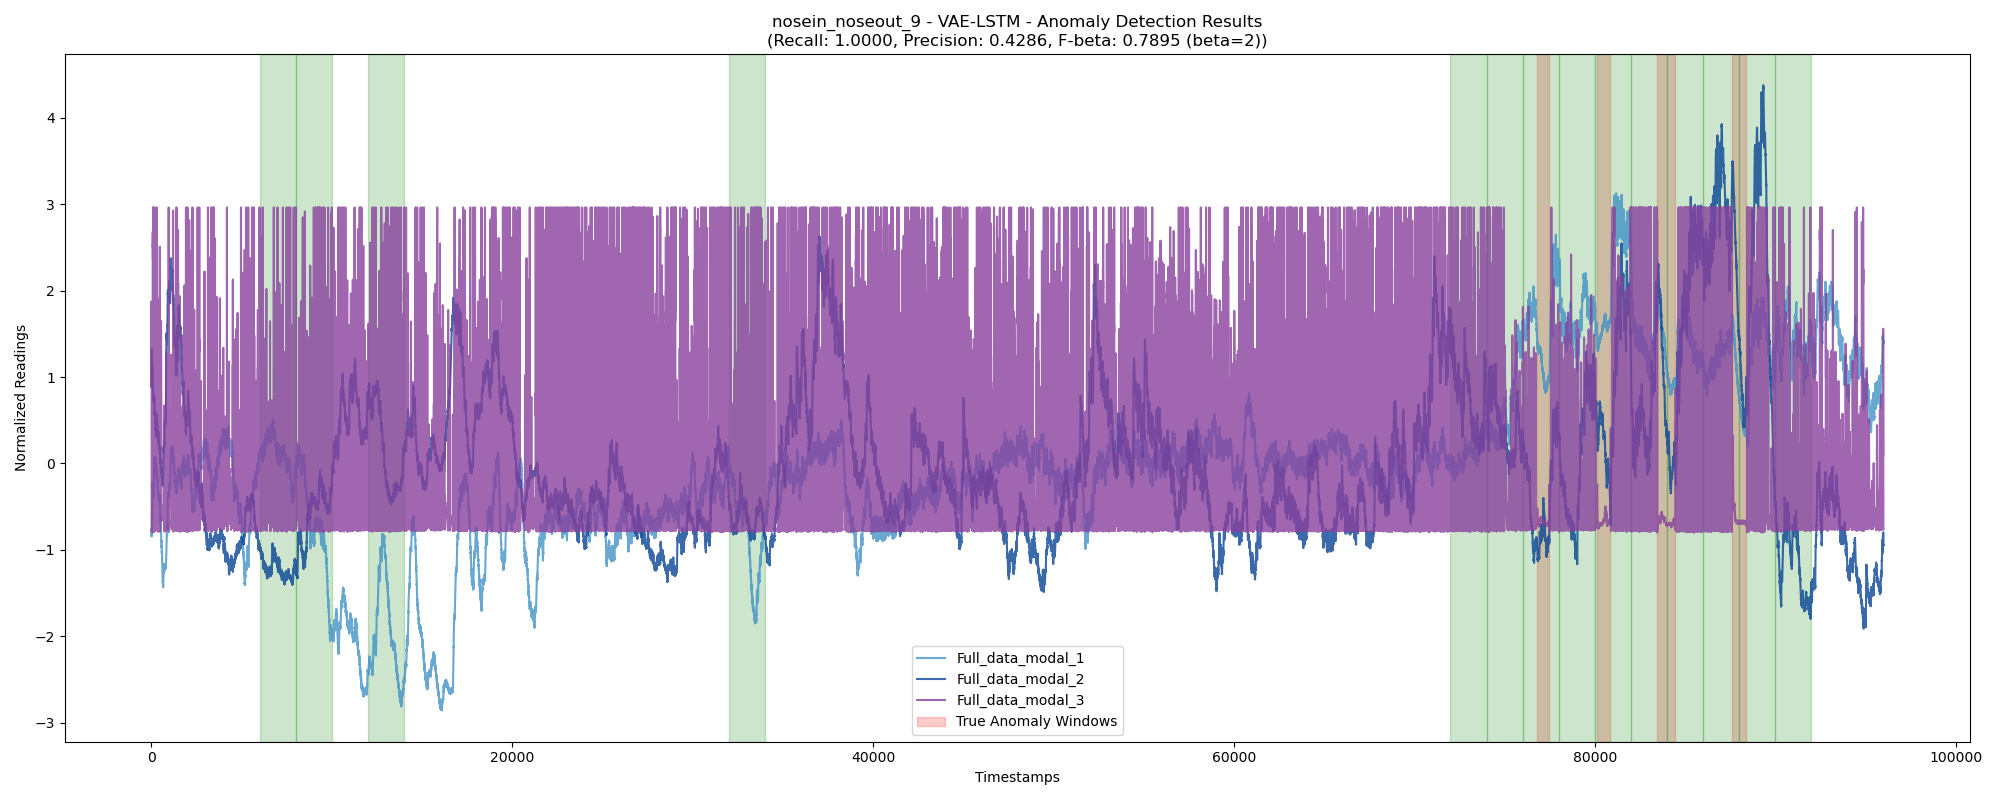 nosein_noseout_9 - VAE-LSTM - Anomaly Detection Results
(Recall: 1.0000, Precision: 0.4286, F-beta: 0.7895 (beta=2))
Normalized Readings
4
3
2
1
0
−1
−2
−3
Full_data_modal_1
Full_data_modal_2
Full_data_modal_3
True Anomaly Windows
0
20000
40000
60000
80000
100000
Timestamps